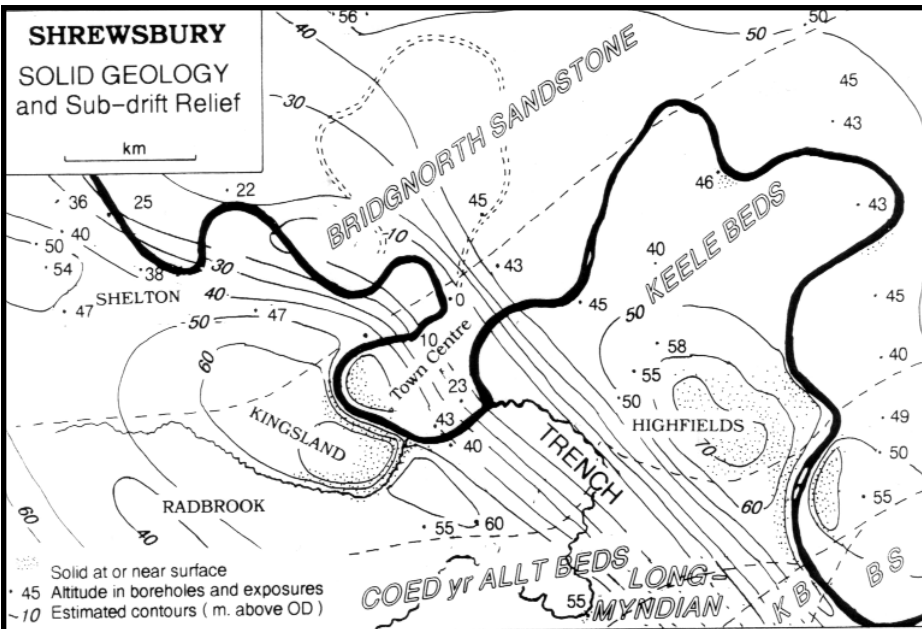 SHREWSBURY
SOLID GEOLOGY
and Sub-drift Relief
km
56
40
50
50
30
45
43
BRIDGNORTH SANDSTONE
36
25
22
46
45
43
KEELE BEDS
50
40
54
38
30
10
43
40
SHELTON
47
40
0
45
45
50
47
50
10
Town Centre
58
40
60
55
23
50
49
KINGSLAND
43
40
HIGHFIELDS
50
70
TRENCH
RADBROOK
55
60
60
55
60
40
COED yr ALLT BEDS
LONG-
MYNDIAN
55
KB
BS
Solid at or near surface
45 Altitude in boreholes and exposures
10 Estimated contours ( m. above OD )